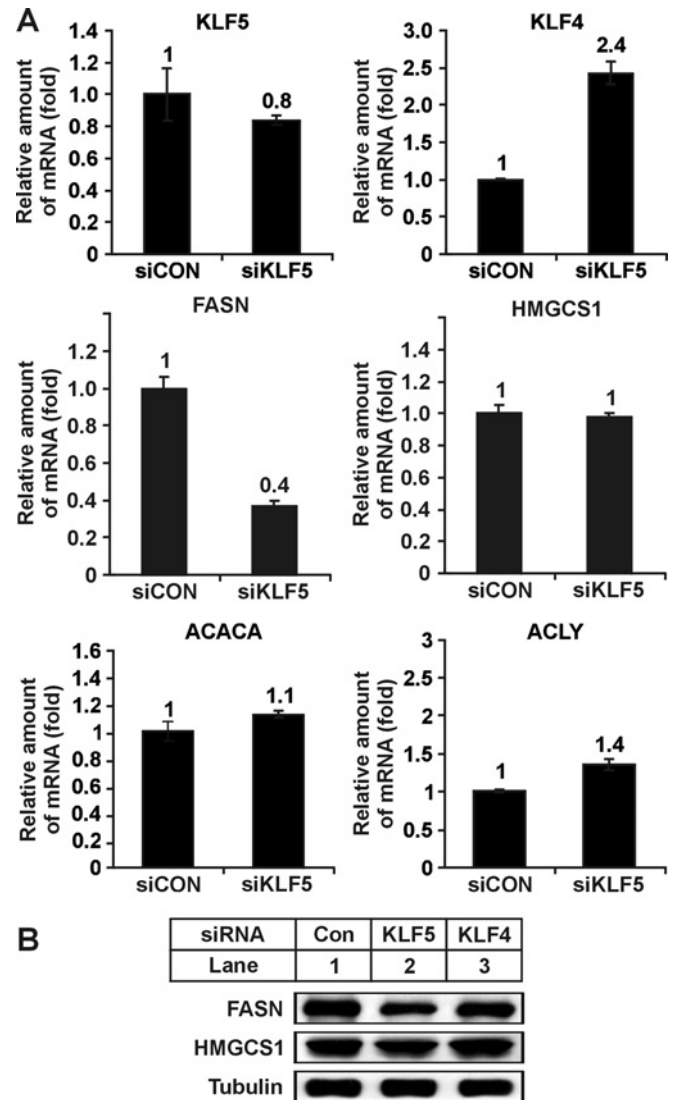 A
KLF5
Relative amount
of mRNA (fold)
1.4
1.2
1.0
0.8
0.6
0.4
0.2
0
1
0.8
siCON siKLF5
KLF4
Relative amount
of mRNA (fold)
3.0
2.5
2.0
1.5
1.0
0.5
0
1
2.4
siCON siKLF5
FASN
Relative amount
of mRNA (fold)
1.2
1.0
0.8
0.6
0.4
0.2
0
1
0.4
siCON siKLF5
HMGCS1
Relative amount
of mRNA (fold)
1.4
1.2
1.0
0.8
0.6
0.4
0.2
0
1
1
siCON siKLF5
ACACA
Relative amount
of mRNA (fold)
1.6
1.4
1.2
1
0.8
0.6
0.4
0.2
0
1
1.1
siCON siKLF5
ACLY
Relative amount
of mRNA (fold)
3
2.5
2
1.5
1
0.5
0
1
1.4
siCON siKLF5
B
siRNA Con KLF5 KLF4
Lane 1 2 3
FASN
HMGCS1
Tubulin